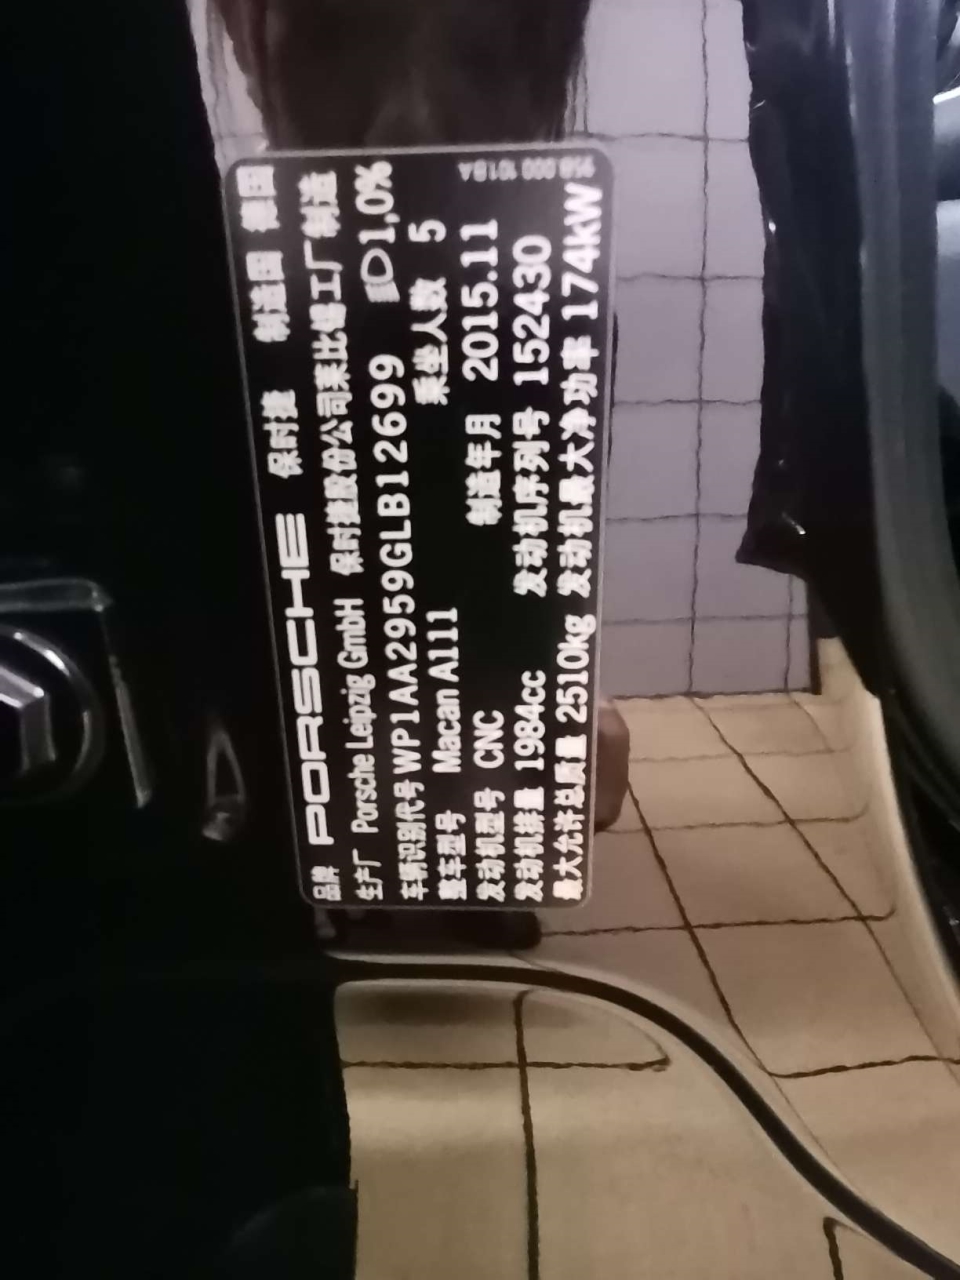 品牌 PORSCHE 保时捷 制造国 德国
生产厂 Porsche Leipzig GmbH 保时捷股份公司莱比锡工厂制造
车辆识别代号 WP1AA2959GLB12699 1,0%
整车型号 Macan A111 乘坐人数 5
发动机型号 CNC 制造年月 2015.11
发动机排量 1984cc 发动机序列号 152430
最大允许总质量 2510kg 发动机最大净功率 174kW
95B 000 101BA